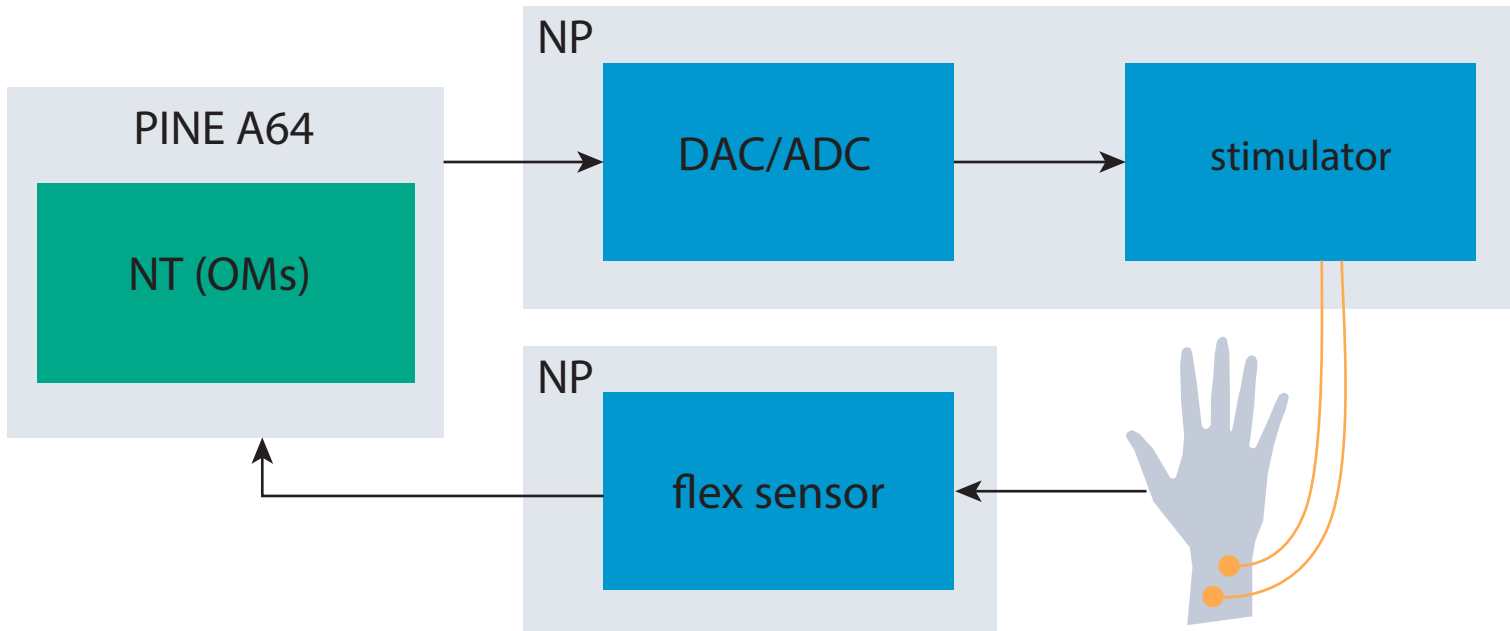 NP
PINE A64
DAC/ADC
stimulator
NT (OMs)
NP
flex sensor